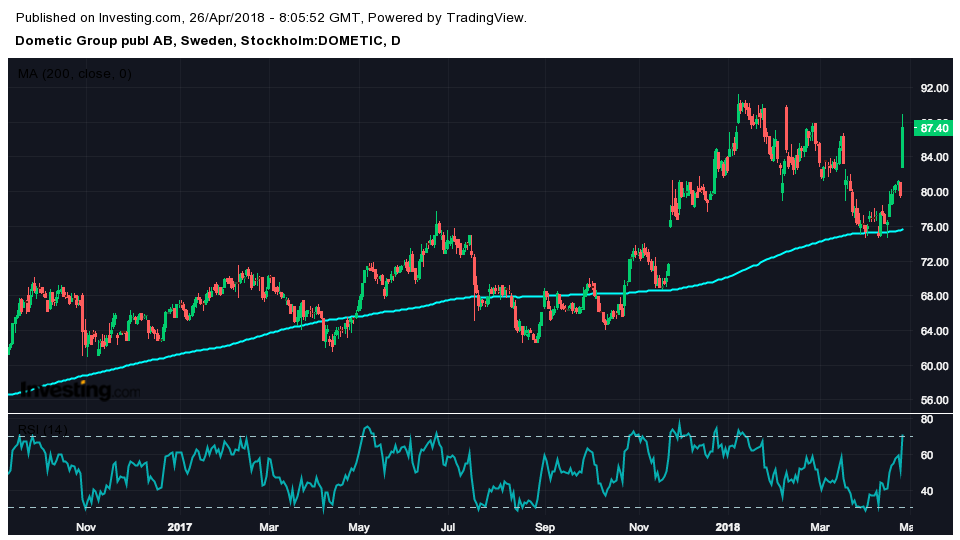 Published on Investing.com, 26/Apr/2018 - 8:05:52 GMT, Powered by TradingView.
Dometic Group publ AB, Sweden, Stockholm:DOMETIC, D
MA (200, close, 0)
92.00
87.40
84.00
80.00
76.00
72.00
68.00
64.00
60.00
56.00
Investing.com
RSI (14)
80
60
40
Nov 2017 Mar May Jul Sep Nov 2018 Mar Ma